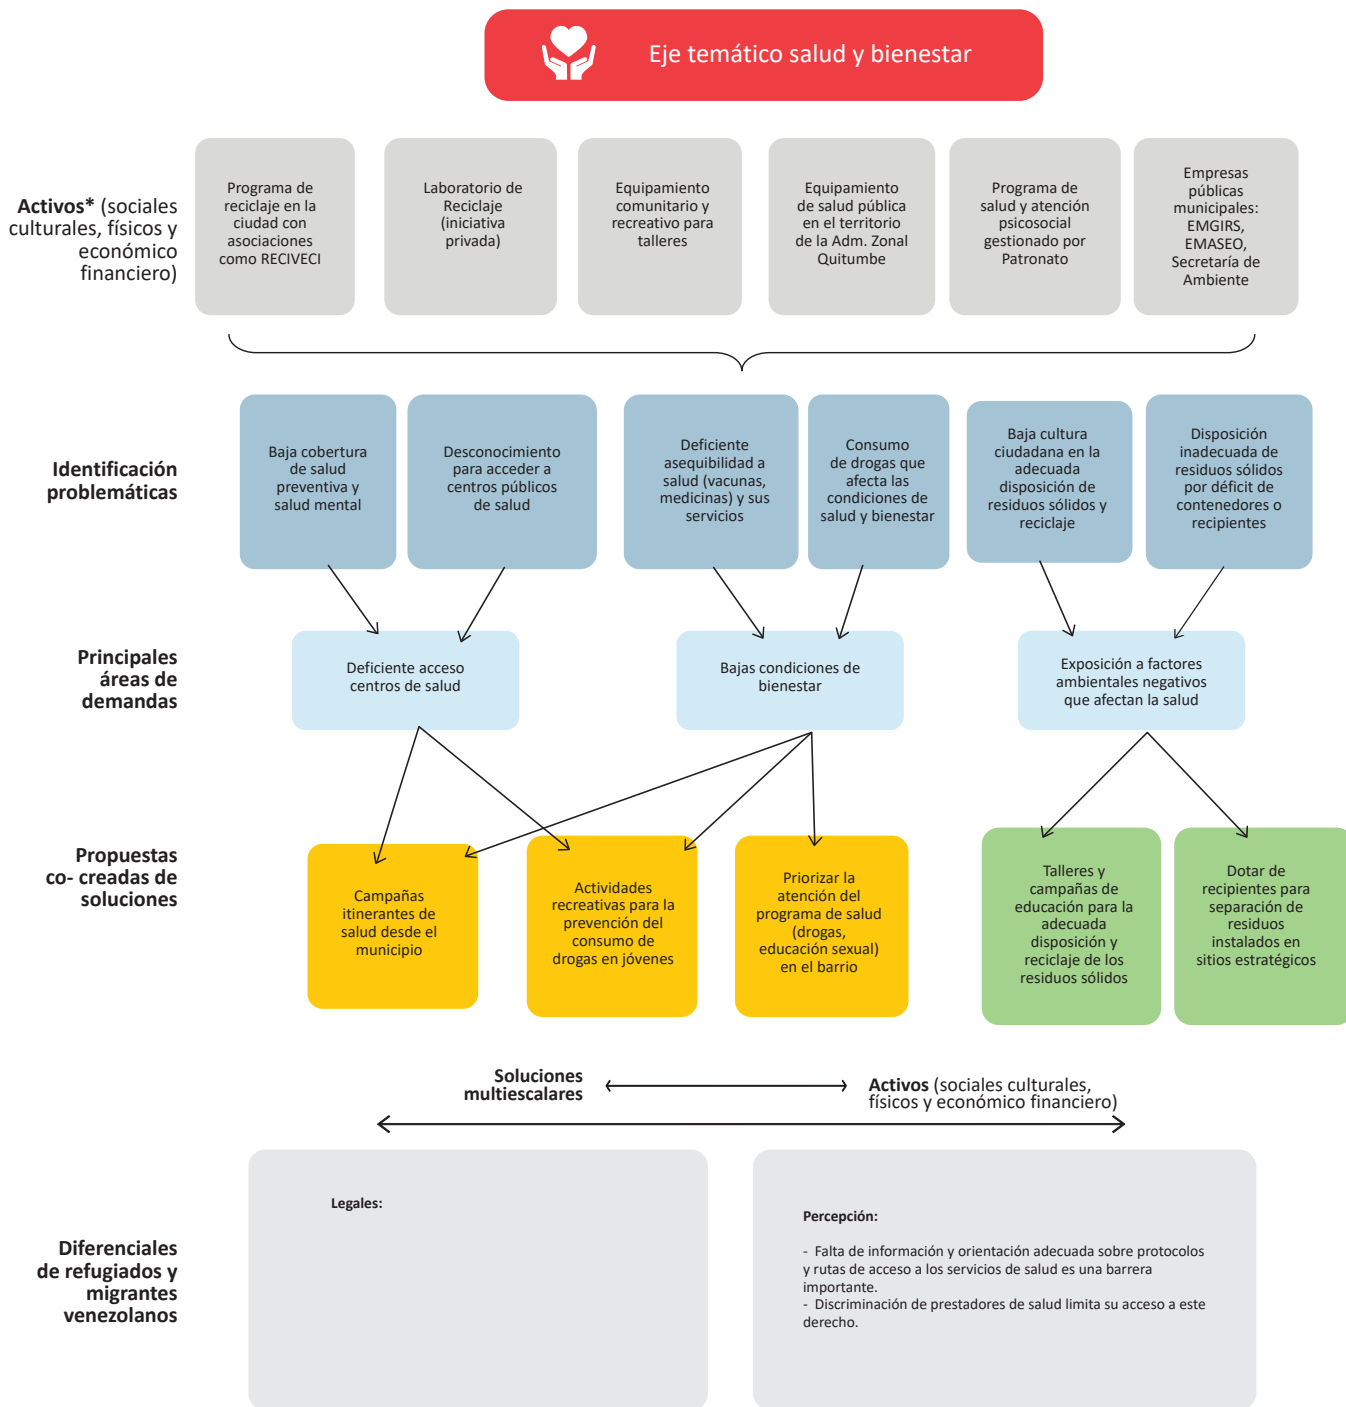 Eje temático salud y bienestar
Activos* (sociales
culturales, físicos y
económico
financiero)
Programa de
reciclaje en la
ciudad con
asociaciones
como RECIVECI
Laboratorio de
Reciclaje
(iniciativa
privada)
Equipamiento
comunitario y
recreativo para
talleres
Equipamiento
de salud pública
en el territorio
de la Adm. Zonal
Quitumbe
Programa de
salud y atención
psicosocial
gestionado por
Patronato
Empresas
públicas
municipales:
EMGIRS,
EMASEO,
Secretaría de
Ambiente
Identificación
problemáticas
Baja cobertura
de salud
preventiva y
salud mental
Desconocimiento
para acceder a
centros públicos
de salud
Deficiente
asequibilidad a
salud (vacunas,
medicinas) y sus
servicios
Consumo
de drogas que
afecta las
condiciones de
salud y bienestar
Baja cultura
ciudadana en la
adecuada
disposición de
residuos sólidos y
reciclaje
Disposición
inadecuada de
residuos sólidos
por déficit de
contenedores o
recipientes
Principales
áreas de
demandas
Deficiente acceso
centros de salud
Bajas condiciones de
bienestar
Exposición a factores
ambientales negativos
que afectan la salud
Propuestas
co- creadas de
soluciones
Campañas
itinerantes de
salud desde el
municipio
Actividades
recreativas para la
prevención del
consumo de
drogas en jóvenes
Priorizar la
atención del
programa de salud
(drogas,
educación sexual)
en el barrio
Talleres y
campañas de
educación para la
adecuada
disposición y
reciclaje de los
residuos sólidos
Dotar de
recipientes para
separación de
residuos
instalados en
sitios estratégicos
Soluciones
multiescalares
Activos (sociales culturales,
físicos y económico financiero)
Diferenciales
de refugiados y
migrantes
venezolanos
Legales:
Percepción:
- Falta de información y orientación adecuada sobre protocolos
y rutas de acceso a los servicios de salud es una barrera
importante.
- Discriminación de prestadores de salud limita su acceso a este
derecho.